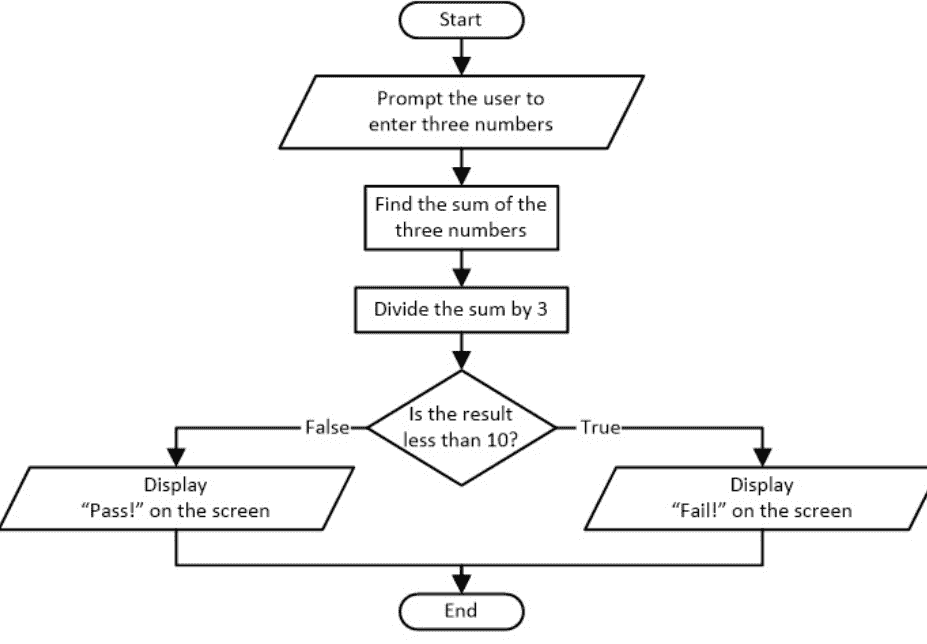 Start
Prompt the user to
enter three numbers
Find the sum of the
three numbers
Divide the sum by 3
Is the result
less than 10?
False
True
Display
“Pass!” on the screen
Display
“Fail!” on the screen
End